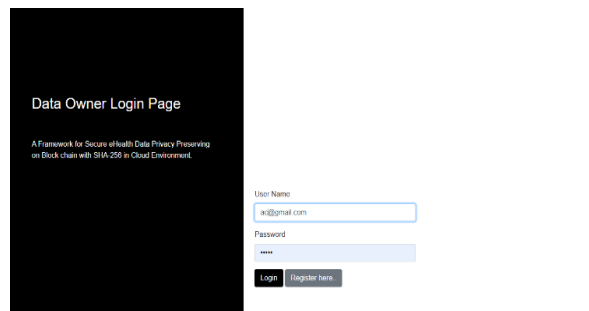 Data Owner Login Page
A Framework for Secure eHealth Data Privacy Preserving
on Block chain with SHA-256 in Cloud Environment.
User Name
ac@gmail.com
Password
•••••
Login Register here..